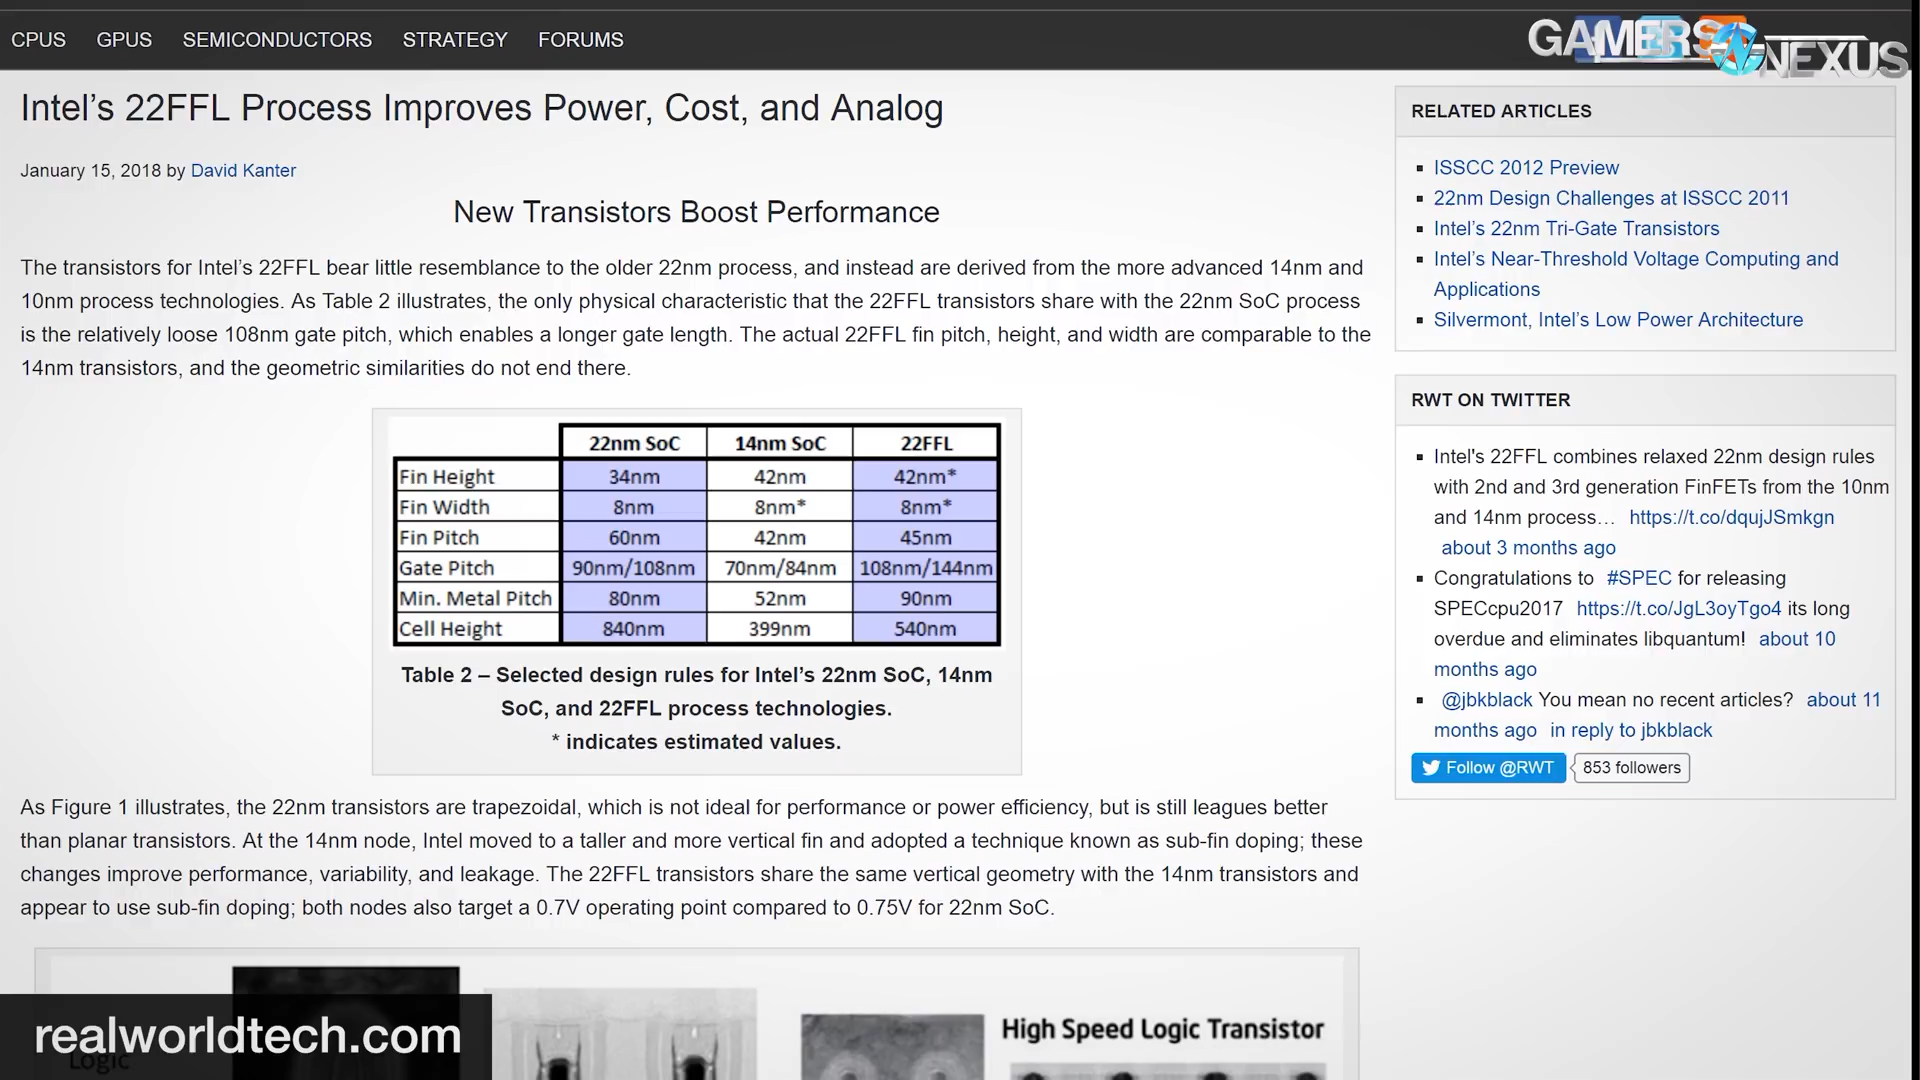 CPUS GPUS SEMICONDUCTORS STRATEGY FORUMS
GAMERS NEXUS
Intel’s 22FFL Process Improves Power, Cost, and Analog
January 15, 2018 by David Kanter
New Transistors Boost Performance
The transistors for Intel’s 22FFL bear little resemblance to the older 22nm process, and instead are derived from the more advanced 14nm and
10nm process technologies. As Table 2 illustrates, the only physical characteristic that the 22FFL transistors share with the 22nm SoC process
is the relatively loose 108nm gate pitch, which enables a longer gate length. The actual 22FFL fin pitch, height, and width are comparable to the
14nm transistors, and the geometric similarities do not end there.
22nm SoC 14nm SoC 22FFL
Fin Height 34nm 42nm 42nm*
Fin Width 8nm 8nm* 8nm*
Fin Pitch 60nm 42nm 45nm
Gate Pitch 90nm/108nm 70nm/84nm 108nm/144nm
Min. Metal Pitch 80nm 52nm 90nm
Cell Height 840nm 399nm 540nm
Table 2 – Selected design rules for Intel’s 22nm SoC, 14nm
SoC, and 22FFL process technologies.
* indicates estimated values.
As Figure 1 illustrates, the 22nm transistors are trapezoidal, which is not ideal for performance or power efficiency, but is still leagues better
than planar transistors. At the 14nm node, Intel moved to a taller and more vertical fin and adopted a technique known as sub-fin doping; these
changes improve performance, variability, and leakage. The 22FFL transistors share the same vertical geometry with the 14nm transistors and
appear to use sub-fin doping; both nodes also target a 0.7V operating point compared to 0.75V for 22nm SoC.
High Speed Logic Transistor
Logic
realworldtech.com
RELATED ARTICLES
ISSCC 2012 Preview
22nm Design Challenges at ISSCC 2011
Intel’s 22nm Tri-Gate Transistors
Intel’s Near-Threshold Voltage Computing and
Applications
Silvermont, Intel’s Low Power Architecture
RWT ON TWITTER
Intel's 22FFL combines relaxed 22nm design rules
with 2nd and 3rd generation FinFETs from the 10nm
and 14nm process… https://t.co/dqujJSmkgn
about 3 months ago
Congratulations to #SPEC for releasing
SPECcpu2017 https://t.co/JgL3oyTgo4 its long
overdue and eliminates libquantum! about 10
months ago
@jbkblack You mean no recent articles? about 11
months ago in reply to jbkblack
Follow @RWT 853 followers